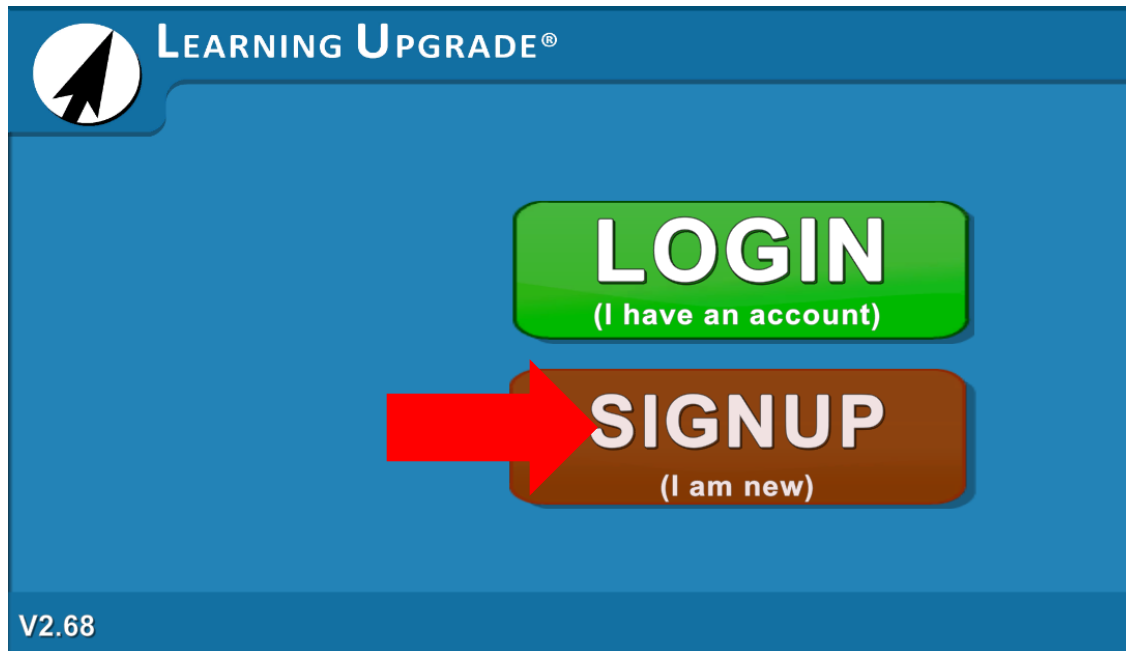 LEARNING UPGRADE®
LOGIN
(I have an account)
SIGNUP
(I am new)
V2.68